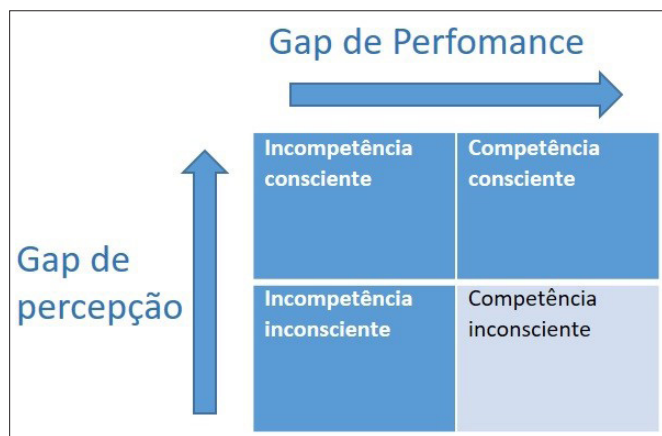 Gap de Perfomance
Incompetência
consciente
Competência
consciente
Gap de
percepção
Incompetência
inconsciente
Competência
inconsciente